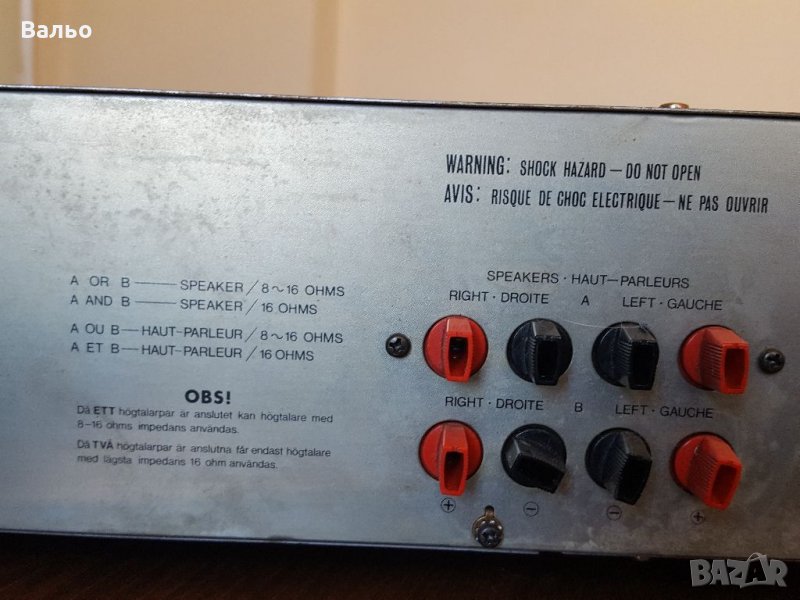 Вальо
WARNING: SHOCK HAZARD — DO NOT OPEN
AVIS: RISQUE DE CHOC ELECTRIQUE — NE PAS OUVRIR
A OR B — SPEAKER / 8~16 OHMS
A AND B — SPEAKER / 16 OHMS
A OU B — HAUT-PARLEUR / 8~16 OHMS
A ET B — HAUT-PARLEUR / 16 OHMS
OBS!
Då ETT högtalarpar är anslutet kan högtalare med
8-16 ohms impedans användas.
Då TVÅ högtalarpar är anslutna får endast högtalare
med lägsta impedans 16 ohm användas.
SPEAKERS · HAUT-PARLEURS
RIGHT · DROITE A LEFT · GAUCHE
RIGHT · DROITE B LEFT · GAUCHE
+ − − +
BAZAR